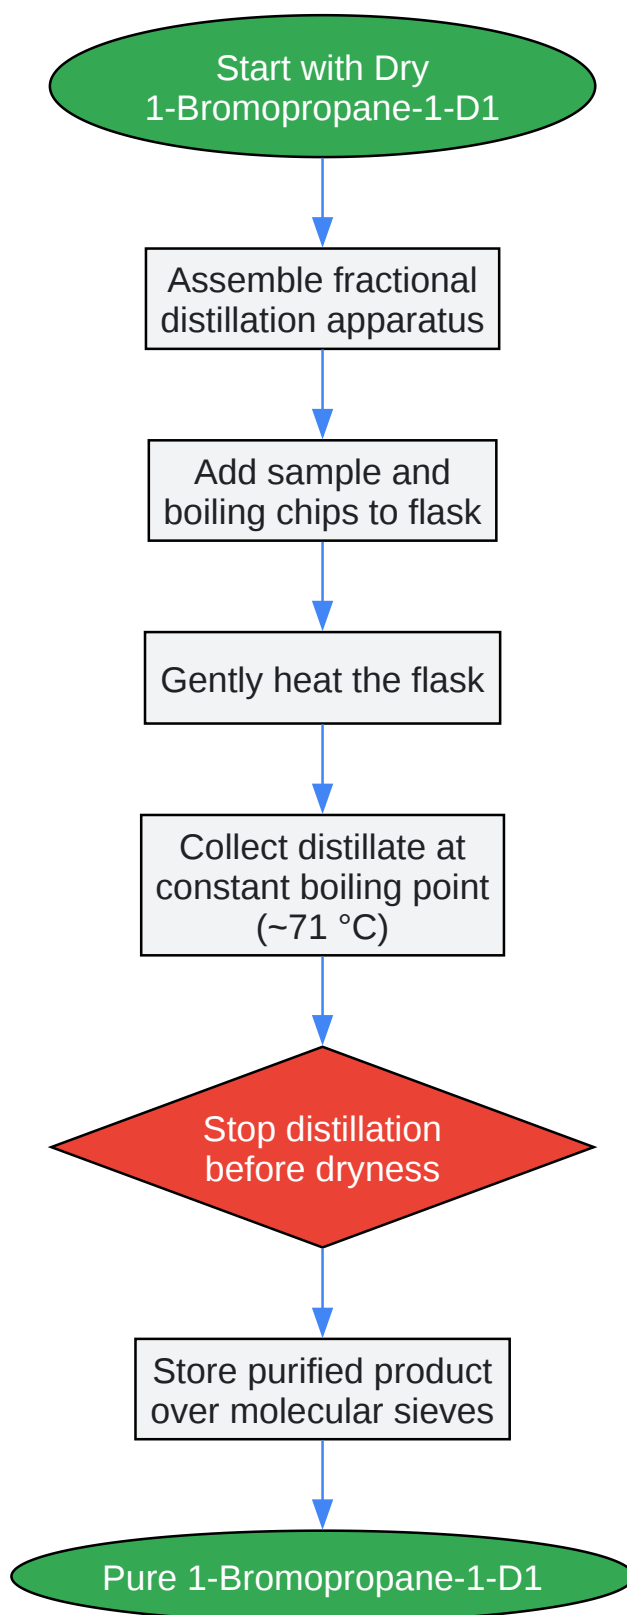 Start with Dry
1-Bromopropane-1-D1
Assemble fractional
distillation apparatus
Add sample and
boiling chips to flask
Gently heat the flask
Collect distillate at
constant boiling point
(~71 °C)
Stop distillation
before dryness
Store purified product
over molecular sieves
Pure 1-Bromopropane-1-D1